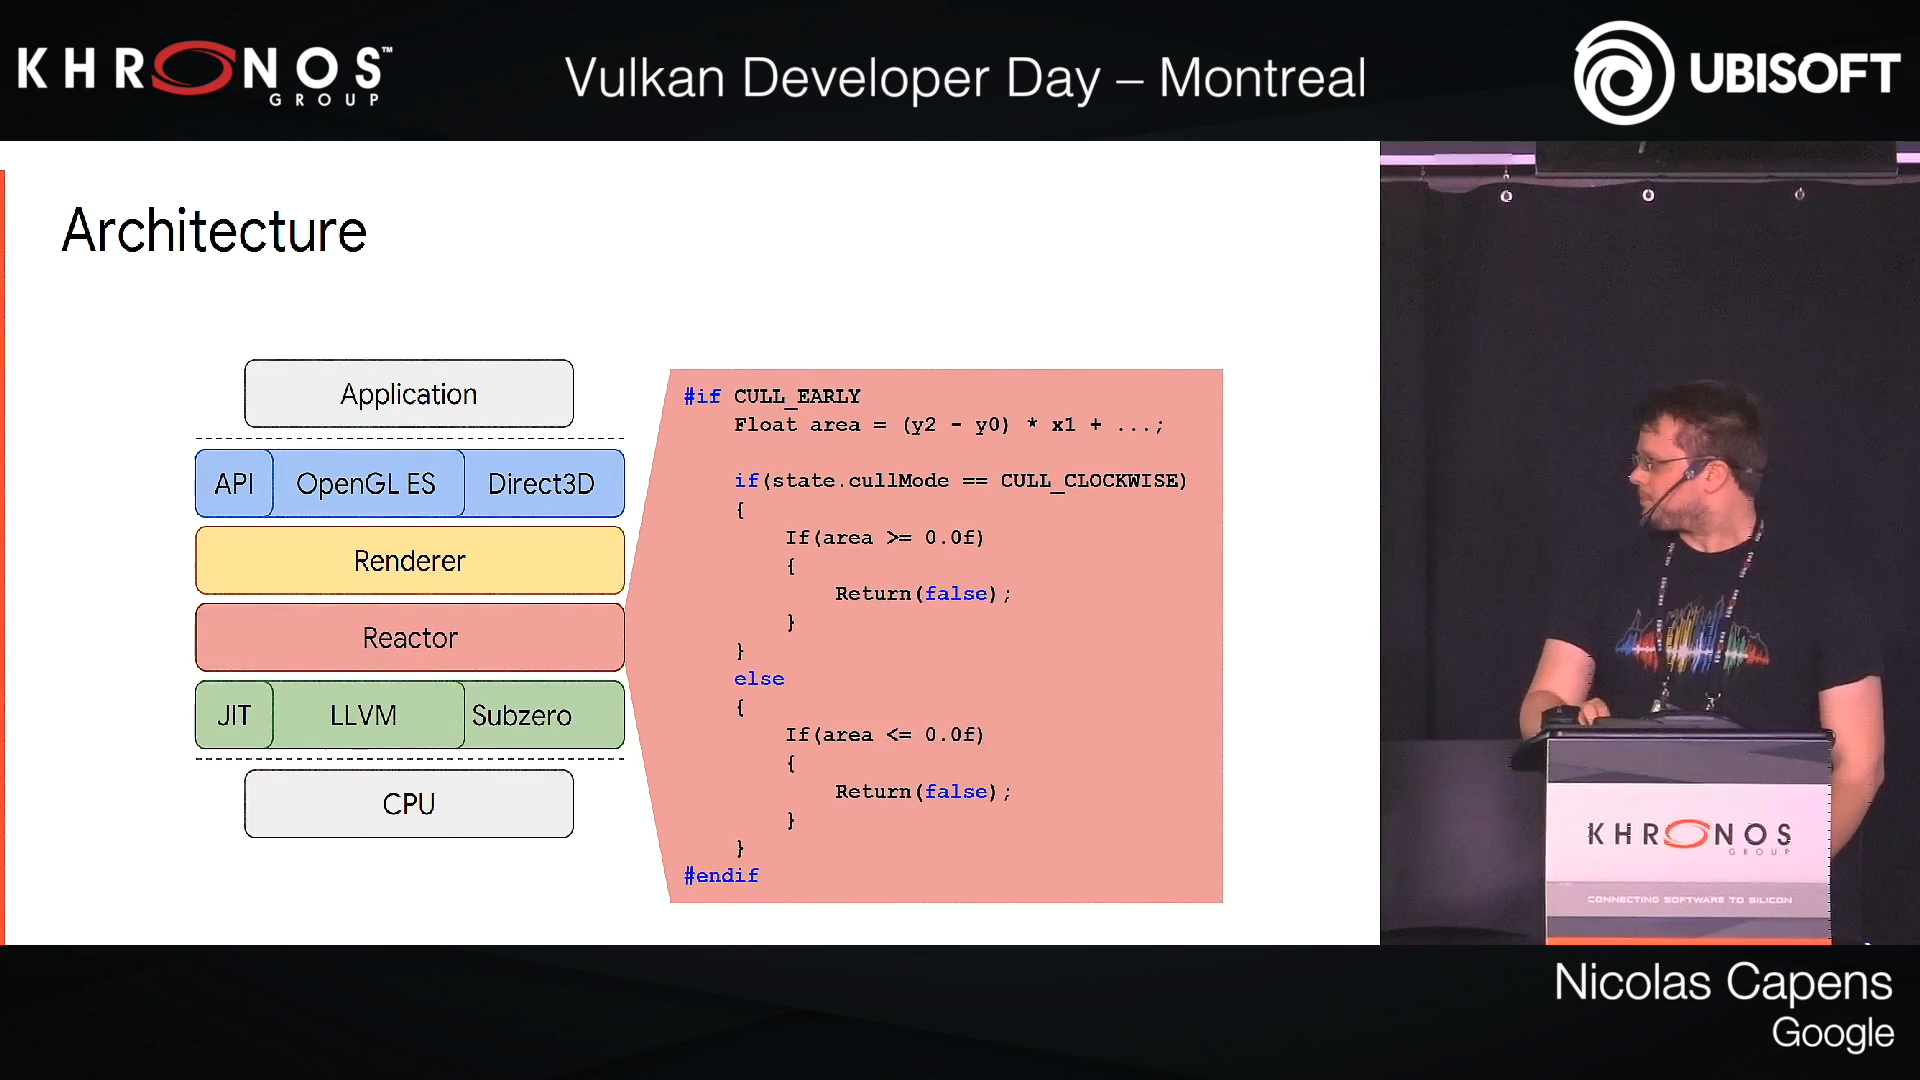 KHRONOS™
GROUP
Vulkan Developer Day – Montreal
UBISOFT
Architecture
Application
API
OpenGL ES
Direct3D
Renderer
Reactor
JIT
LLVM
Subzero
CPU
#if CULL_EARLY
Float area = (y2 - y0) * x1 + ...;
if(state.cullMode == CULL_CLOCKWISE)
{
If(area >= 0.0f)
{
Return(false);
}
}
else
{
If(area <= 0.0f)
{
Return(false);
}
}
#endif
KHRONOS
GROUP
CONNECTING SOFTWARE TO SILICON
Nicolas Capens
Google